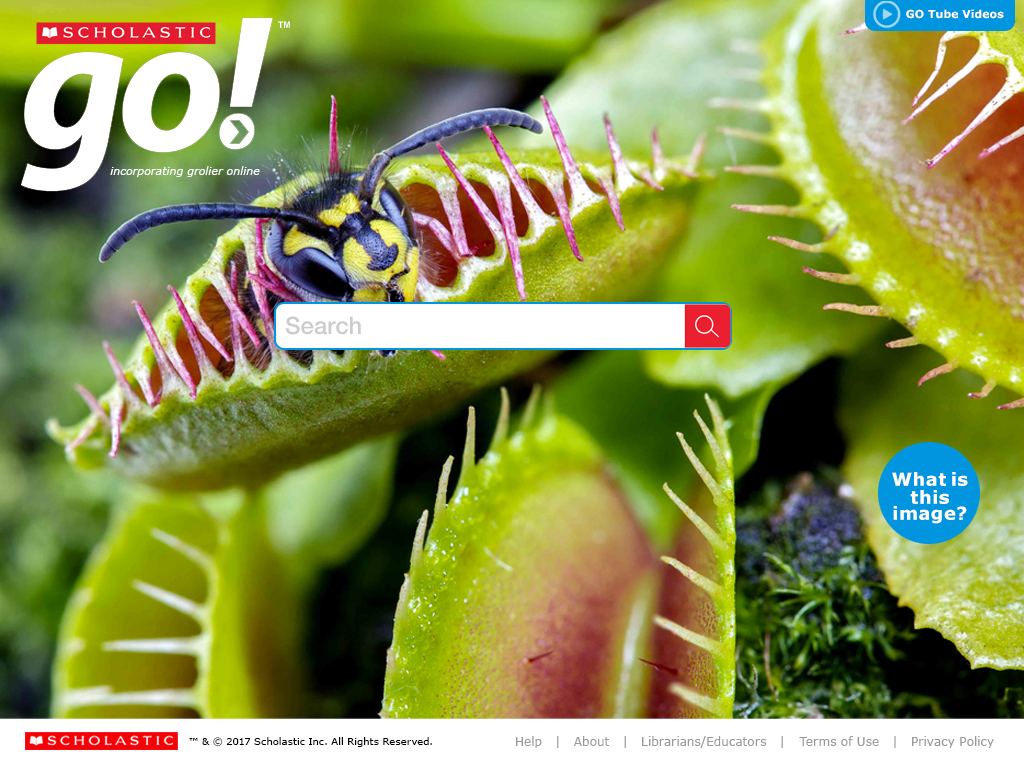 GO Tube Videos
SCHOLASTIC
go! ™
incorporating grolier online
Search
What is
this
image?
SCHOLASTIC ™ & © 2017 Scholastic Inc. All Rights Reserved. Help | About | Librarians/Educators | Terms of Use | Privacy Policy